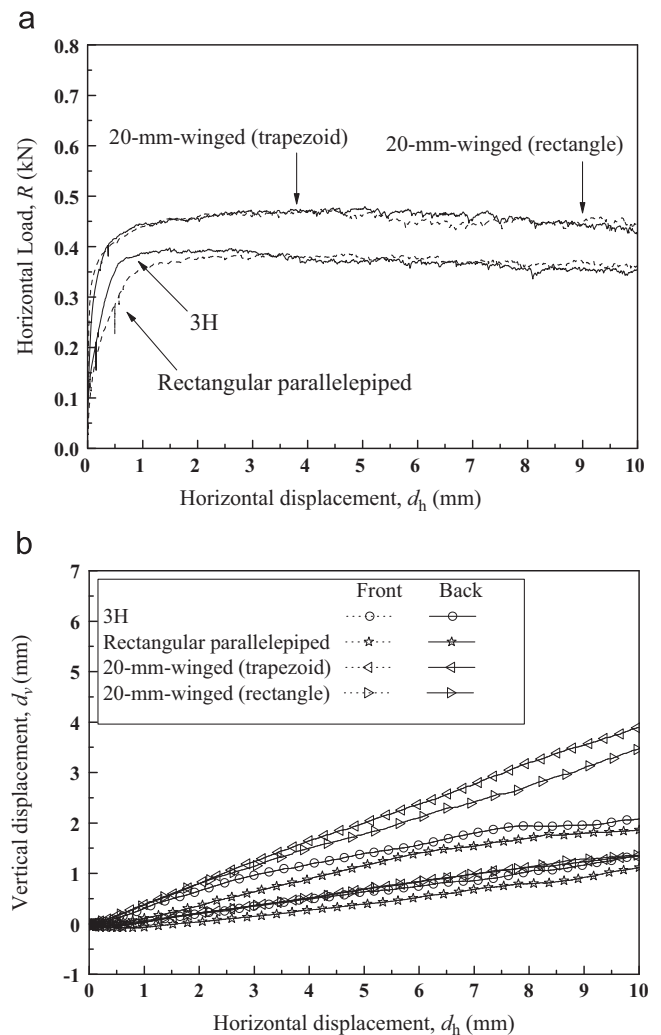 a
0.8
0.7
0.6
0.5
0.4
0.3
0.2
0.1
0.0
Horizontal Load, R (kN)
20-mm-winged (trapezoid)
20-mm-winged (rectangle)
3H
Rectangular parallelepiped
0 1 2 3 4 5 6 7 8 9 10
Horizontal displacement, dh (mm)
b
7
6
5
4
3
2
1
0
-1
Vertical displacement, dv (mm)
Front Back
3H
Rectangular parallelepiped
20-mm-winged (trapezoid)
20-mm-winged (rectangle)
0 1 2 3 4 5 6 7 8 9 10
Horizontal displacement, dh (mm)